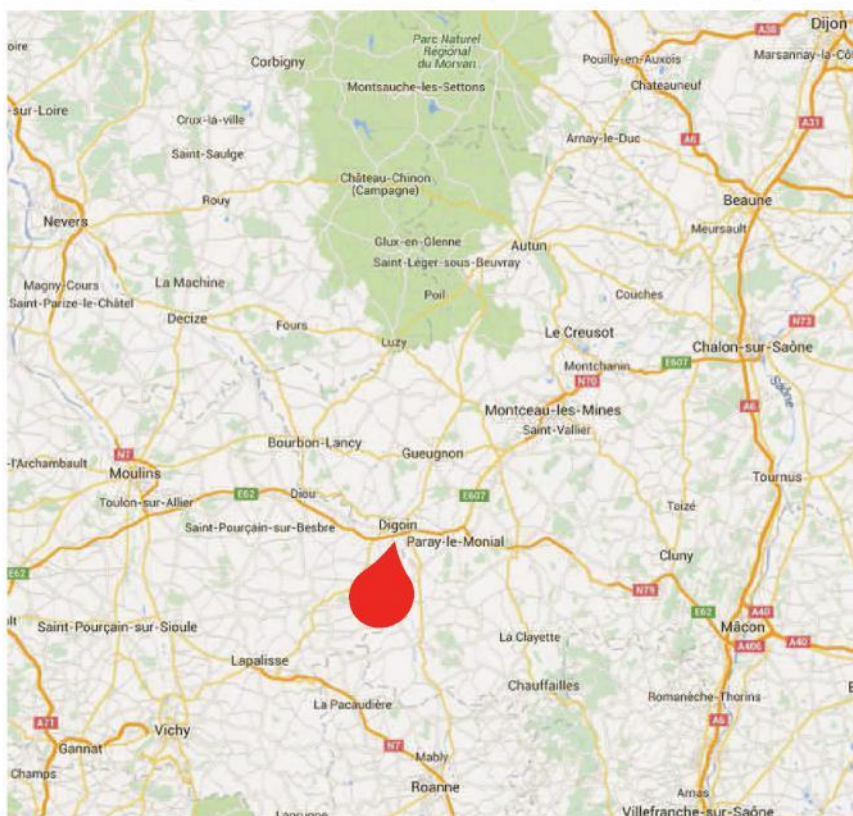 Dijon
A38
Parc Naturel
Régional
du Morvan
oire
Corbigny
Pouilly-en-Auxois
Marsannay-la-Côt
Montsauche-les-Settons
Chateauneuf
-sur-Loire
Crux-la-ville
A31
Arnay-le-Duc
A6
Saint-Saulge
Château-Chinon
(Campagne)
Rouy
Beaune
Nevers
Meursault
Glux-en-Glenne
Autun
Saint-Léger-sous-Beuvray
Magny-Cours
La Machine
Poil
Couches
Saint-Parize-le-Châtel
Decize
Fours
Le Creusot
N73
Luzy
Chalon-sur-Saône
Montchanin
E607
N70
Saône
Montceau-les-Mines
A6
Saint-Vallier
Bourbon-Lancy
N7
Gueugnon
-l'Archambault
Moulins
Tournus
E62
Diou
E607
Toulon-sur-Allier
Taizé
Digoin
Saint-Pourçain-sur-Besbre
Paray-le-Monial
Cluny
E62
N79
E62
A40
Saint-Pourçain-sur-Sioule
Mâcon
La Clayette
A406
A40
Lapalisse
Chauffailles
Romanèche-Thorins
La Pacaudière
A71
Vichy
A6
Gannat
N7
Mably
Champs
Roanne
Arnas
Villefranche-sur-Saône